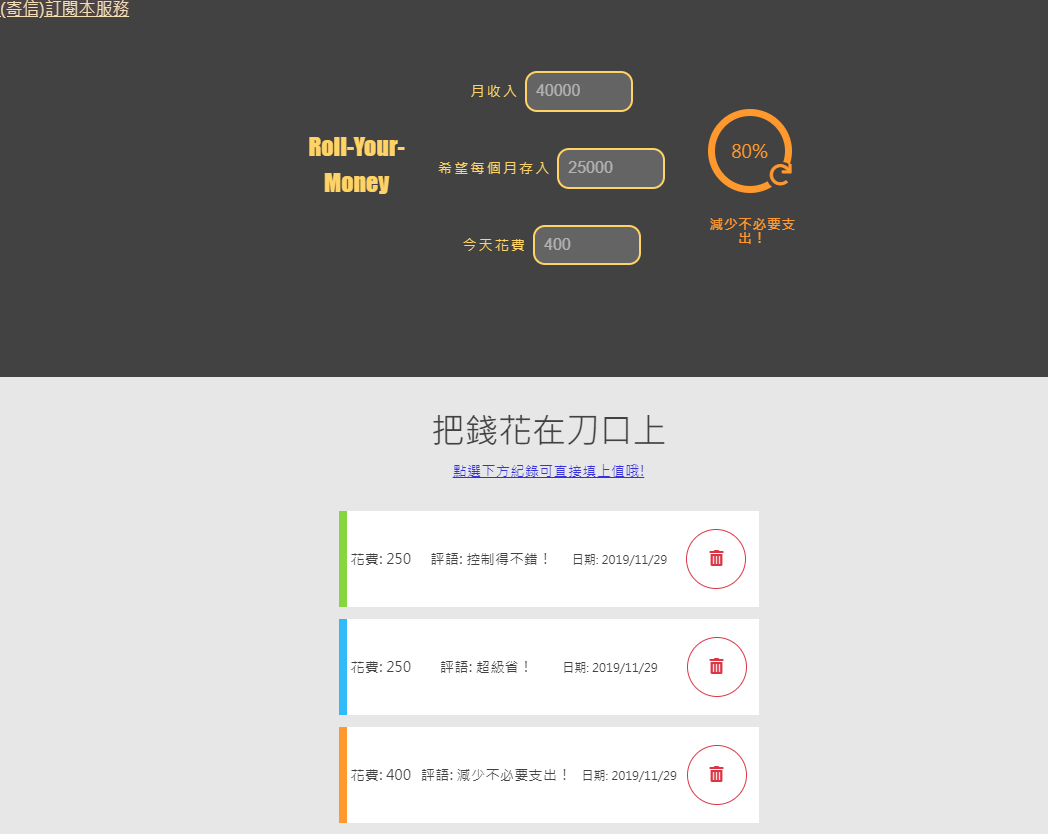 (寄信)訂閱本服務
月收入 40000
Roll-Your-
Money
希望每個月存入 25000
今天花費 400
80%
減少不必要支
出！
把錢花在刀口上
點選下方紀錄可直接填上值哦!
花費: 250 評語: 控制得不錯！ 日期: 2019/11/29
花費: 250 評語: 超級省！ 日期: 2019/11/29
花費: 400 評語: 減少不必要支出！ 日期: 2019/11/29